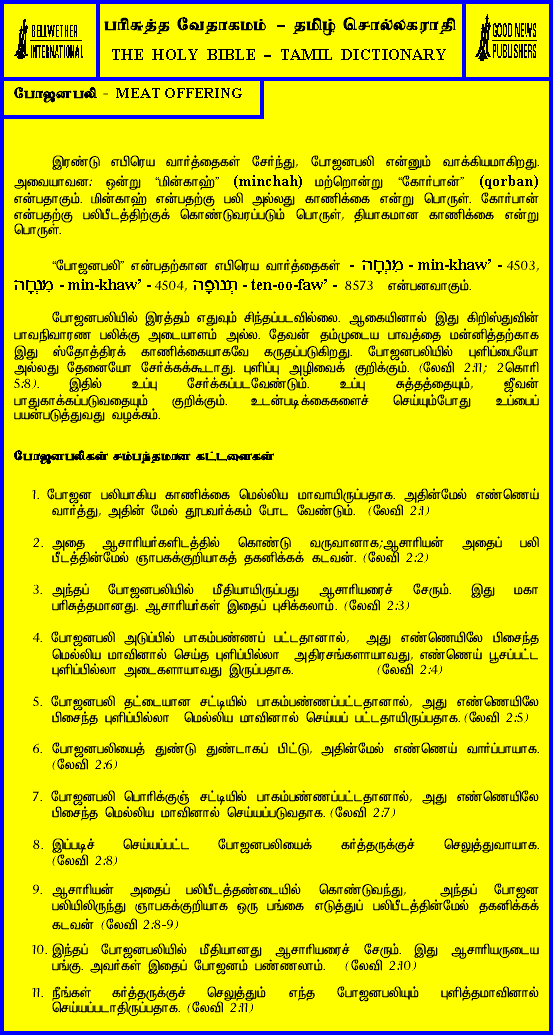 BELLWETHER
INTERNATIONAL
பரிசுத்த வேதாகமம் – தமிழ் சொல்லகராதி
THE HOLY BIBLE – TAMIL DICTIONARY
GOOD NEWS
PUBLISHERS
போஜனபலி - MEAT OFFERING
இரண்டு எபிரெய வார்த்தைகள் சேர்ந்து, போஜனபலி என்னும் வாக்கியமாகிறது.
அவையாவன: ஒன்று “மின்காஹ்” (minchah) மற்றொன்று “கோர்பான்” (qorban)
என்பதாகும். மின்காஹ் என்பதற்கு பலி அல்லது காணிக்கை என்று பொருள். கோர்பான்
என்பதற்கு பலிபீடத்திற்குக் கொண்டுவரப்படும் பொருள், தியாகமான காணிக்கை என்று
பொருள்.
“போஜனபலி” என்பதற்கான எபிரெய வார்த்தைகள் - מִנְחָה - min-khaw’ - 4503,
מִנְחָה - min-khaw’ - 4504, תְּנוּפָה - ten-oo-faw’ - 8573 என்பனவாகும்.
போஜனபலியில் இரத்தம் எதுவும் சிந்தப்படவில்லை. ஆகையினால் இது கிறிஸ்துவின்
பாவநிவாரண பலிக்கு அடையாளம் அல்ல. தேவன் தம்முடைய பாவத்தை மன்னித்தற்காக
இது ஸ்தோத்திரக் காணிக்கையாகவே கருதப்படுகிறது. போஜனபலியில் புளிப்பையோ
அல்லது தேனையோ சேர்க்கக்கூடாது. புளிப்பு அழிவைக் குறிக்கும். (லேவி 2:11; 2கொரி
5:8). இதில் உப்பு சேர்க்கப்படவேண்டும். உப்பு சுத்தத்தையும், ஜீவன்
பாதுகாக்கப்படுவதையும் குறிக்கும். உடன்படிக்கைகளைச் செய்யும்போது உப்பைப்
பயன்படுத்துவது வழக்கம்.
போஜனபலிகள் சம்பந்தமான கட்டளைகள்
1. போஜன பலியாகிய காணிக்கை மெல்லிய மாவாயிருப்பதாக. அதின்மேல் எண்ணெய்
வார்த்து, அதின் மேல் தூபவர்க்கம் போட வேண்டும். (லேவி 2:1)
2. அதை ஆசாரியர்களிடத்தில் கொண்டு வருவானாக;ஆசாரியன் அதைப் பலி
பீடத்தின்மேல் ஞாபகக்குறியாகத் தகனிக்கக் கடவன். (லேவி 2:2)
3. அந்தப் போஜனபலியில் மீதியாயிருப்பது ஆசாரியரைச் சேரும். இது மகா
பரிசுத்தமானது. ஆசாரியர்கள் இதைப் புசிக்கலாம். (லேவி 2:3)
4. போஜனபலி அடுப்பில் பாகம்பண்ணப் பட்டதானால், அது எண்ணெயிலே பிசைந்த
மெல்லிய மாவினால் செய்த புளிப்பில்லா அதிரசங்களாயாவது, எண்ணெய் பூசப்பட்ட
புளிப்பில்லா அடைகளாயாவது இருப்பதாக. (லேவி 2:4)
5. போஜனபலி தட்டையான சட்டியில் பாகம்பண்ணப்பட்டதானால், அது எண்ணெயிலே
பிசைந்த புளிப்பில்லா மெல்லிய மாவினால் செய்யப் பட்டதாயிருப்பதாக. (லேவி 2:5)
6. போஜனபலியைத் துண்டு துண்டாகப் பிட்டு, அதின்மேல் எண்ணெய் வார்ப்பாயாக.
(லேவி 2:6)
7. போஜனபலி பொரிக்குஞ் சட்டியில் பாகம்பண்ணப்பட்டதானால், அது எண்ணெயிலே
பிசைந்த மெல்லிய மாவினால் செய்யப்படுவதாக. (லேவி 2:7)
8. இப்படிச் செய்யப்பட்ட போஜனபலியைக் கர்த்தருக்குச் செலுத்துவாயாக.
(லேவி 2:8)
9. ஆசாரியன் அதைப் பலிபீடத்தண்டையில் கொண்டுவந்து, அந்தப் போஜன
பலியிலிருந்து ஞாபகக்குறியாக ஒரு பங்கை எடுத்துப் பலிபீடத்தின்மேல் தகனிக்கக்
கடவன் (லேவி 2:8-9)
10. இந்தப் போஜனபலியில் மீதியானது ஆசாரியரைச் சேரும். இது ஆசாரியருடைய
பங்கு. அவர்கள் இதைப் போஜனம் பண்ணலாம். (லேவி 2:10)
11. நீங்கள் கர்த்தருக்குச் செலுத்தும் எந்த போஜனபலியும் புளித்தமாவினால்
செய்யப்படாதிருப்பதாக. (லேவி 2:11)